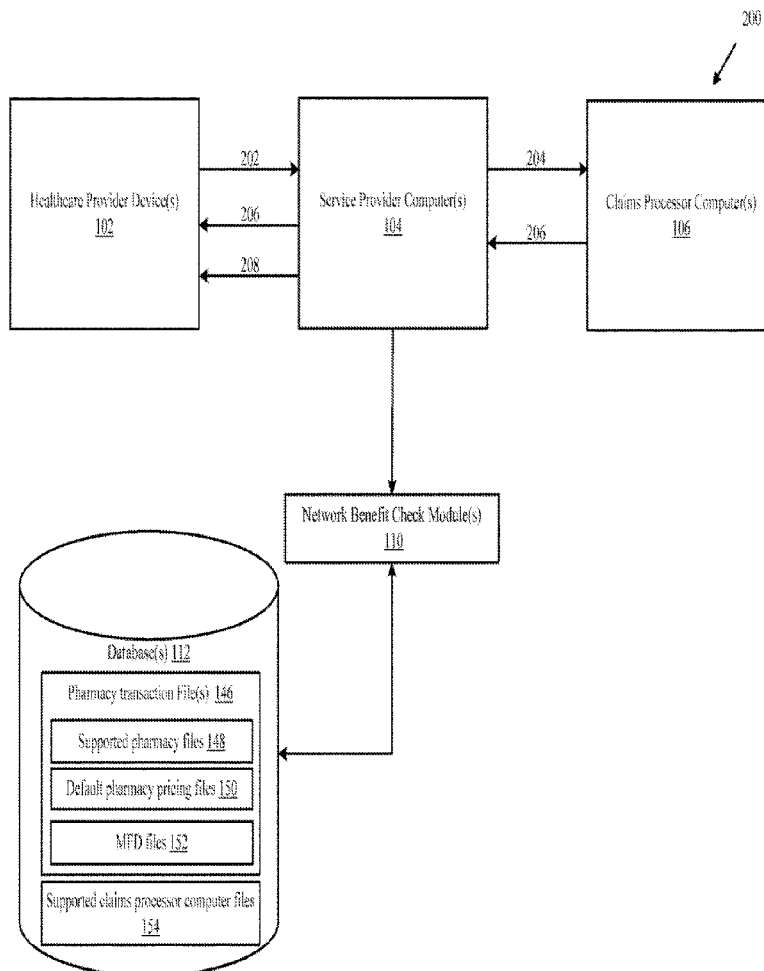 200
Healthcare Provider Device(s)
102
202
206
208
Service Provider Computer(s)
104
204
206
Claims Processor Computer(s)
106
Network Benefit Check Module(s)
110
Database(s) 112
Pharmacy transaction File(s) 146
Supported pharmacy files 148
Default pharmacy pricing files 150
MFD files 152
Supported claims processor computer files
154